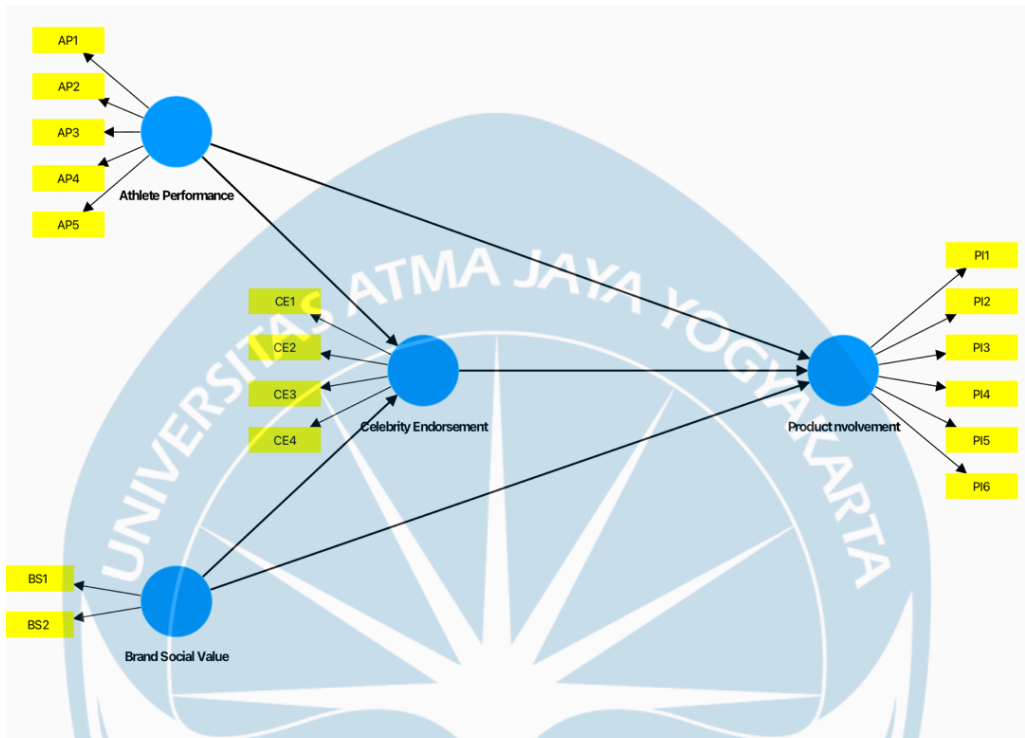 AP1
AP2
AP3
AP4
AP5
Athlete Performance
UNIVERSITAS ATMA JAYA YOGYAKARTA
CE1
CE2
CE3
CE4
Celebrity Endorsement
PI1
PI2
PI3
PI4
PI5
PI6
Product nvolvement
BS1
BS2
Brand Social Value